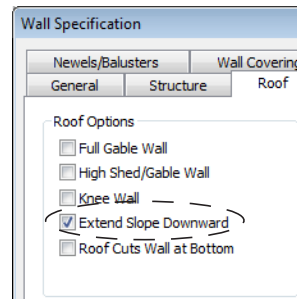 Wall Specification
Newels/Balusters Wall Covering
General Structure Roof
Roof Options
Full Gable Wall
High Shed/Gable Wall
Knee Wall
Extend Slope Downward
Roof Cuts Wall at Bottom